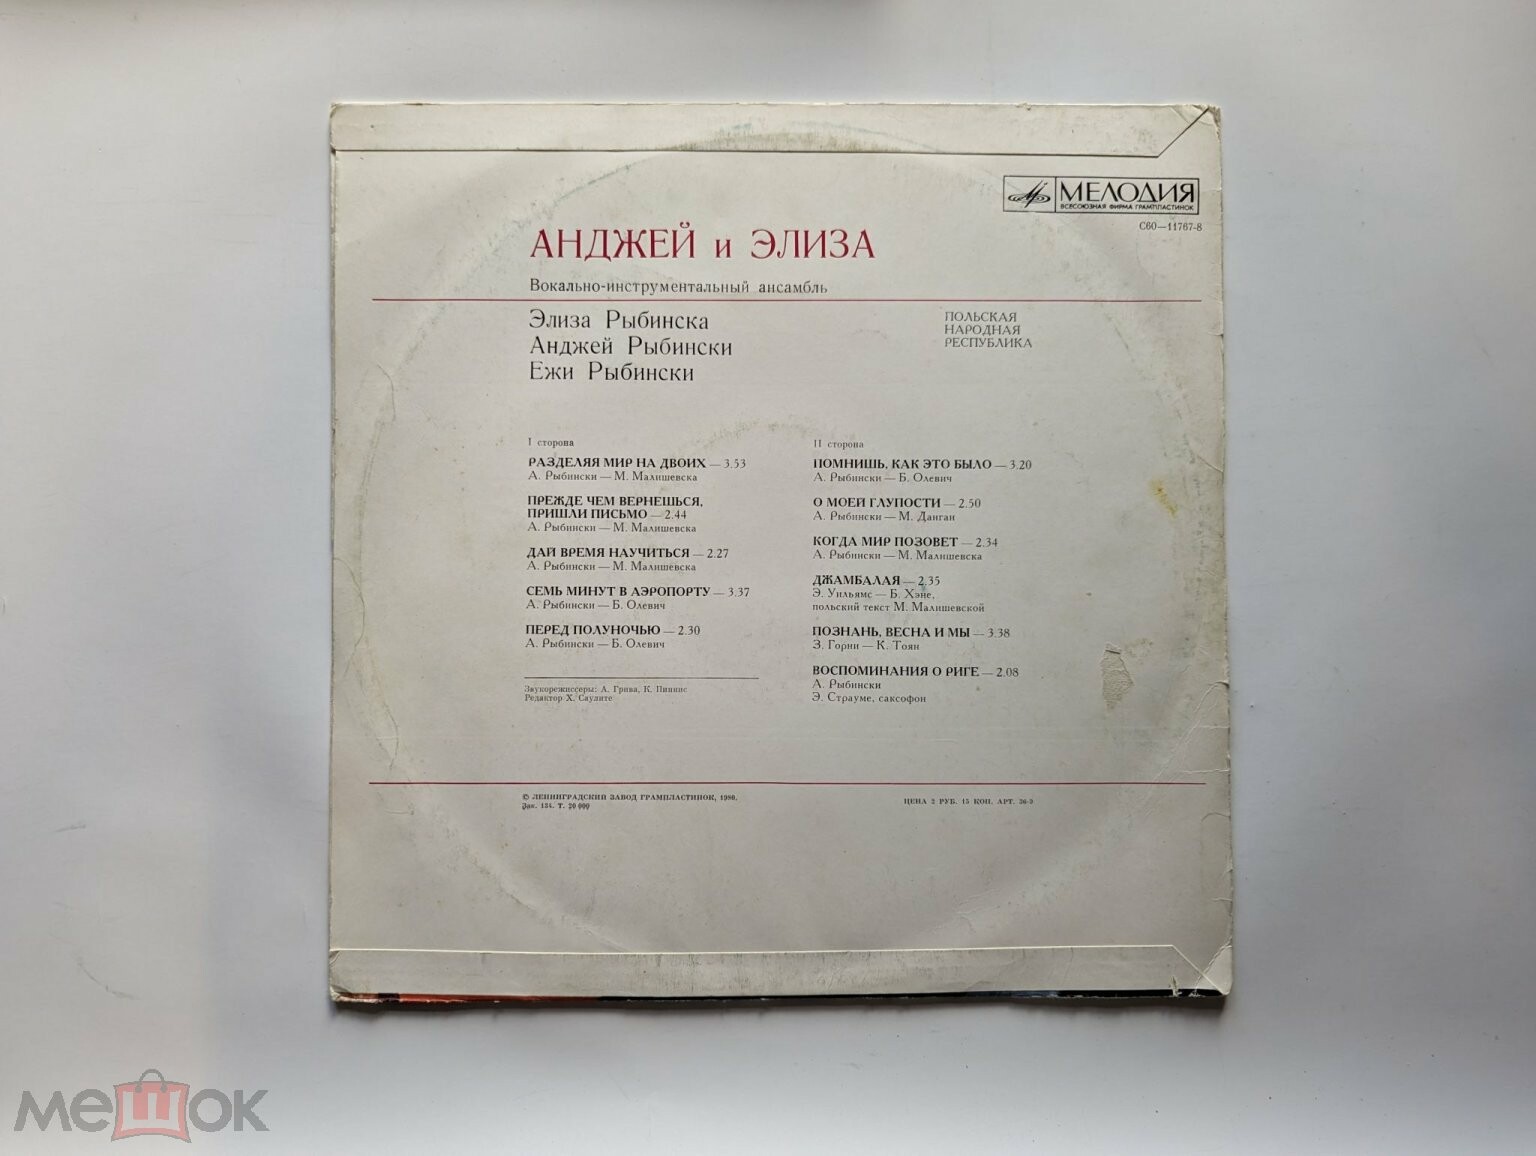 МЕЛОДИЯ
ВСЕСОЮЗНАЯ ФИРМА ГРАМПЛАСТИНОК
С60—11767-8
АНДЖЕЙ и ЭЛИЗА
Вокально-инструментальный ансамбль
Элиза Рыбинска
Анджей Рыбински
Ежи Рыбински
ПОЛЬСКАЯ
НАРОДНАЯ
РЕСПУБЛИКА
I сторона
РАЗДЕЛЯЯ МИР НА ДВОИХ — 3.53
А. Рыбински — М. Малишевска
ПРЕЖДЕ ЧЕМ ВЕРНЕШЬСЯ,
ПРИШЛИ ПИСЬМО — 2.44
А. Рыбински — М. Малишевска
ДАЙ ВРЕМЯ НАУЧИТЬСЯ — 2.27
А. Рыбински — М. Малишевска
СЕМЬ МИНУТ В АЭРОПОРТУ — 3.37
А. Рыбински — Б. Олевич
ПЕРЕД ПОЛУНОЧЬЮ — 2.30
А. Рыбински — Б. Олевич
Звукорежиссеры: А. Грива, К. Пиннис
Редактор Х. Саулите
II сторона
ПОМНИШЬ, КАК ЭТО БЫЛО — 3.20
А. Рыбински — Б. Олевич
О МОЕЙ ГЛУПОСТИ — 2.50
А. Рыбински — М. Данган
КОГДА МИР ПОЗОВЕТ — 2.34
А. Рыбински — М. Малишевска
ДЖАМБАЛАЯ — 2.35
Э. Уильямс — Б. Хэне,
польский текст М. Малишевской
ПОЗНАНЬ, ВЕСНА И МЫ — 3.38
З. Горни — К. Тоян
ВОСПОМИНАНИЯ О РИГЕ — 2.08
А. Рыбински
Э. Страуме, саксофон
© ЛЕНИНГРАДСКИЙ ЗАВОД ГРАМПЛАСТИНОК, 1980.
Зак. 134. Т. 20 000
ЦЕНА 2 РУБ. 15 КОП. АРТ. 36-3
мешок